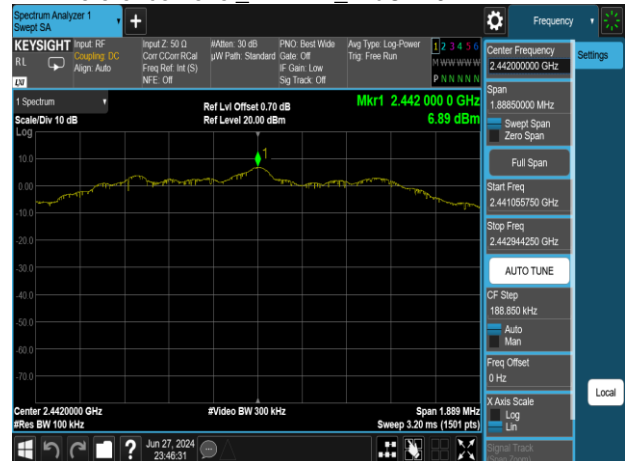 Spectrum Analyzer 1
Swept SA
+
Frequency
KEYSIGHT
RL
LXI
Input: RF
Coupling: DC
Align: Auto
Input Z: 50 Ω
Corr CCorr RCal
Freq Ref: Int (S)
NFE: Off
#Atten: 30 dB
µW Path: Standard
PNO: Best Wide
Gate: Off
IF Gain: Low
Sig Track: Off
Avg Type: Log-Power
Trig: Free Run
1 2 3 4 5 6
M W W W W W
P N N N N N
Center Frequency
2.442000000 GHz
Settings
1 Spectrum
Scale/Div 10 dB
Log
Ref Lvl Offset 0.70 dB
Ref Level 20.00 dBm
Mkr1 2.442 000 0 GHz
6.89 dBm
Span
1.88850000 MHz
Swept Span
Zero Span
Full Span
Start Freq
2.441055750 GHz
Stop Freq
2.442944250 GHz
AUTO TUNE
CF Step
188.850 kHz
Auto
Man
Freq Offset
0 Hz
X Axis Scale
Log
Lin
Signal Track
(Span Zoom)
Local
1
10.0
0.00
-10.0
-20.0
-30.0
-40.0
-50.0
-60.0
-70.0
Center 2.4420000 GHz
#Res BW 100 kHz
#Video BW 300 kHz
Span 1.889 MHz
Sweep 3.20 ms (1501 pts)
?
Jun 27, 2024
23:46:31